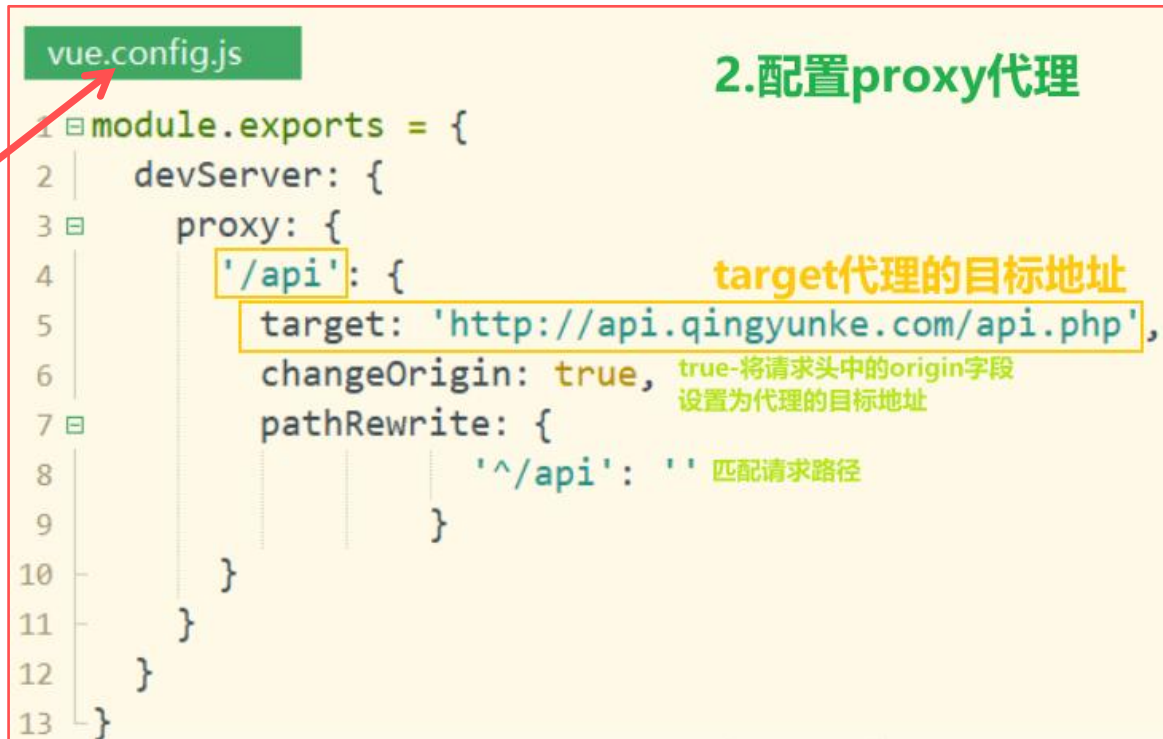 vue.config.js
2.配置proxy代理
1 module.exports = {
2 devServer: {
3 proxy: {
4 '/api': {
target代理的目标地址
5 target: 'http://api.qingyunke.com/api.php',
6 changeOrigin: true,
true-将请求头中的origin字段
设置为代理的目标地址
7 pathRewrite: {
8 '^/api': ''
匹配请求路径
9 }
10 }
11 }
12 }
13 }